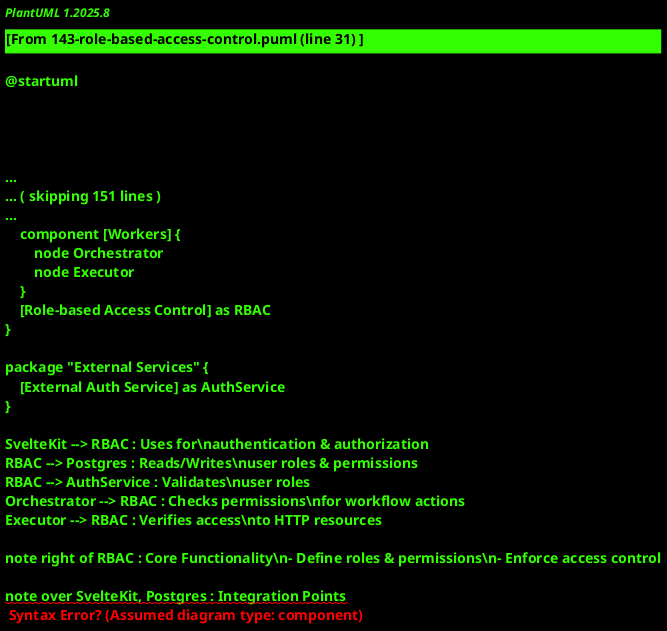 PlantUML 1.2025.8
[From 143-role-based-access-control.puml (line 31) ]
@startuml
...
... ( skipping 151 lines )
...
component [Workers] {
node Orchestrator
node Executor
}
[Role-based Access Control] as RBAC
}
package "External Services" {
[External Auth Service] as AuthService
}
SvelteKit --> RBAC : Uses for\nauthentication & authorization
RBAC --> Postgres : Reads/Writes\nuser roles & permissions
RBAC --> AuthService : Validates\nuser roles
Orchestrator --> RBAC : Checks permissions\nfor workflow actions
Executor --> RBAC : Verifies access\nto HTTP resources
note right of RBAC : Core Functionality\n- Define roles & permissions\n- Enforce access control
note over SvelteKit, Postgres : Integration Points
Syntax Error? (Assumed diagram type: component)